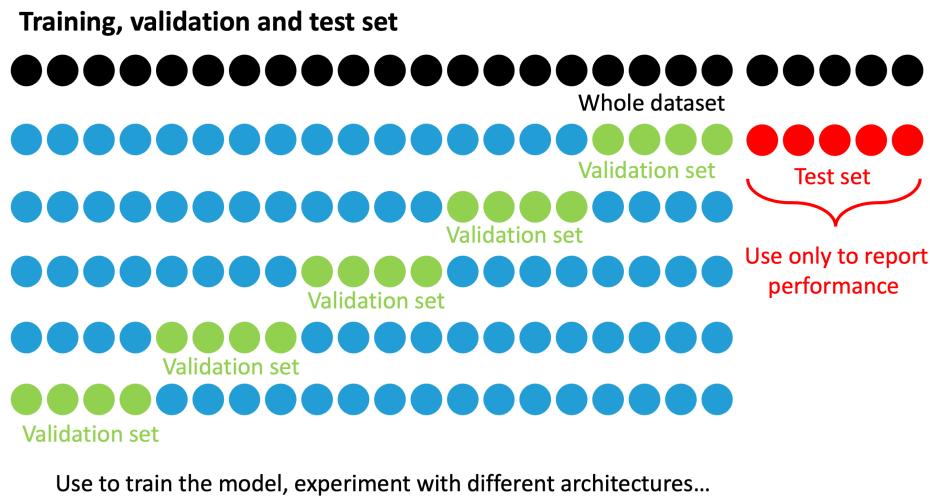 Training, validation and test set
Whole dataset
Validation set
Test set
Validation set
Use only to report
performance
Validation set
Validation set
Validation set
Use to train the model, experiment with different architectures…